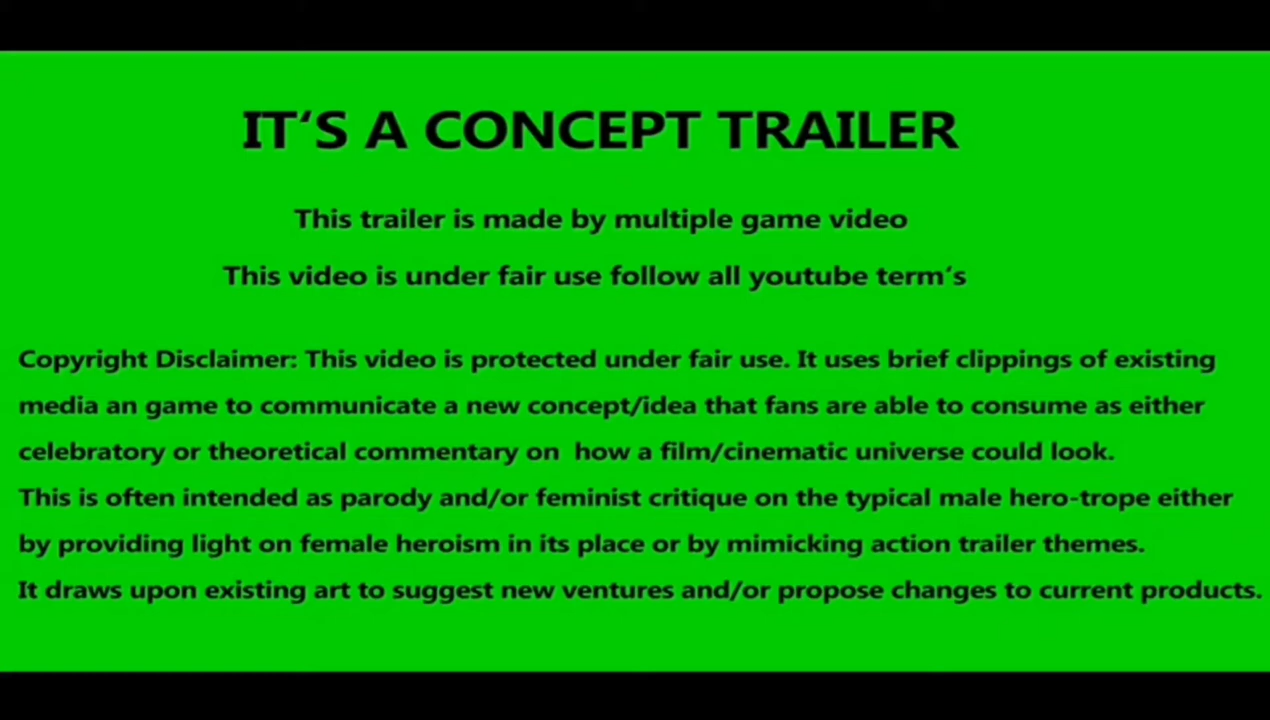 IT‘S A CONCEPT TRAILER
This trailer is made by multiple game video
This video is under fair use follow all youtube term‘s
Copyright Disclaimer: This video is protected under fair use. It uses brief clippings of existing
media an game to communicate a new concept/idea that fans are able to consume as either
celebratory or theoretical commentary on how a film/cinematic universe could look.
This is often intended as parody and/or feminist critique on the typical male hero-trope either
by providing light on female heroism in its place or by mimicking action trailer themes.
It draws upon existing art to suggest new ventures and/or propose changes to current products.